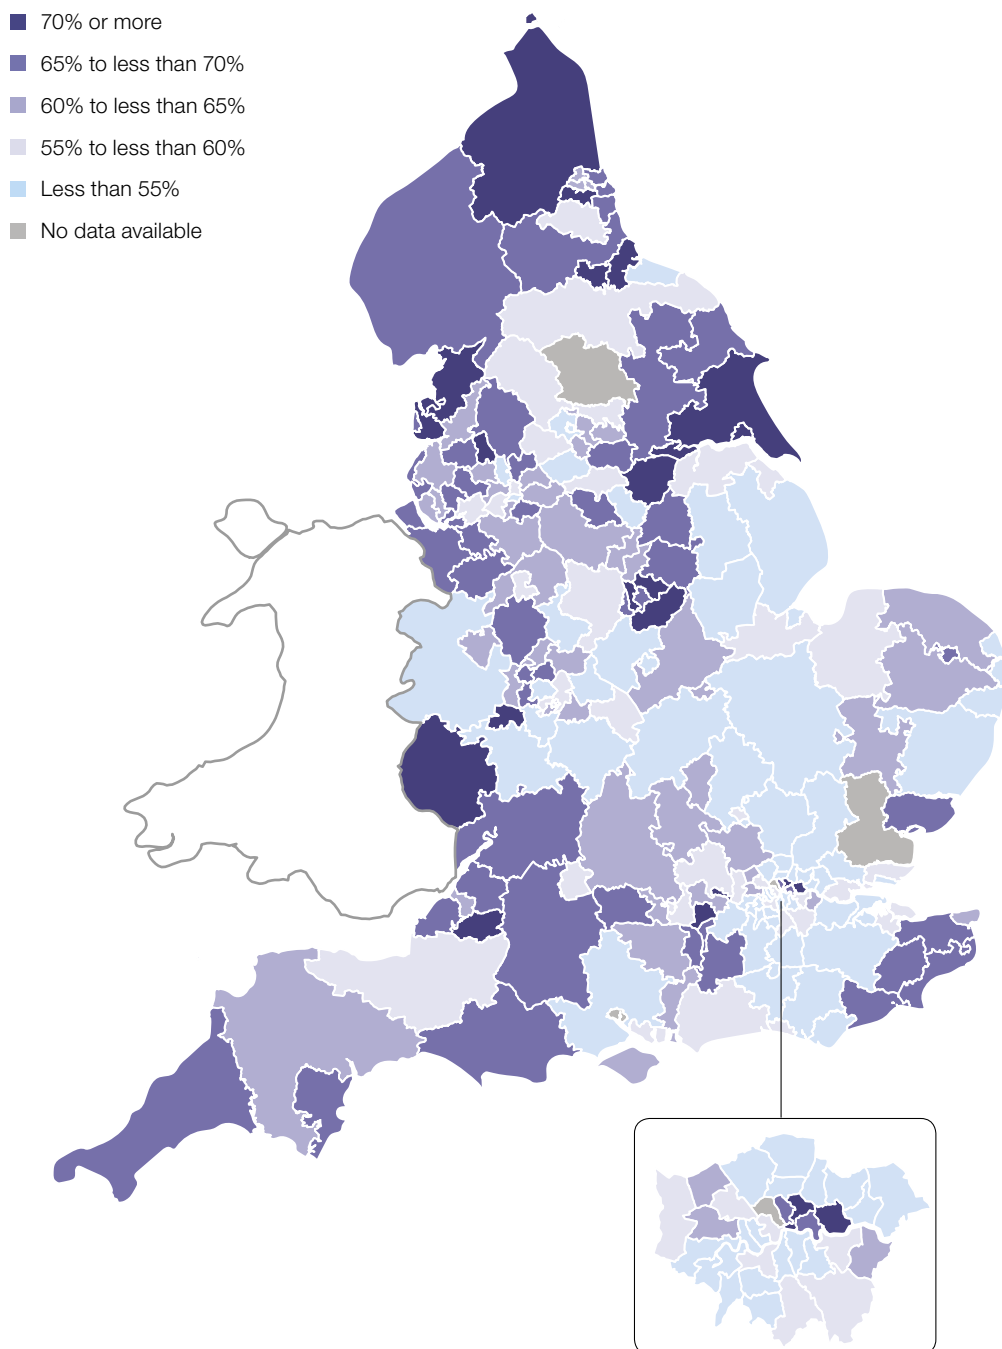 70% or more
65% to less than 70%
60% to less than 65%
55% to less than 60%
Less than 55%
No data available